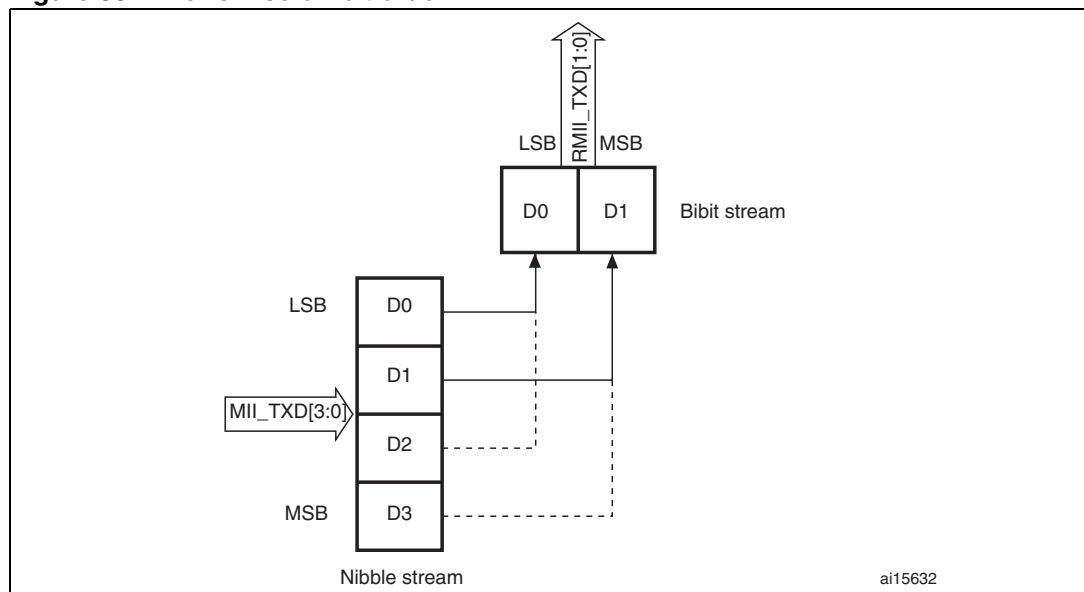 RMII_TXD[1:0]
LSB MSB
D0 D1 Bibit stream
LSB D0
D1
MII_TXD[3:0]
D2
MSB D3
Nibble stream
ai15632